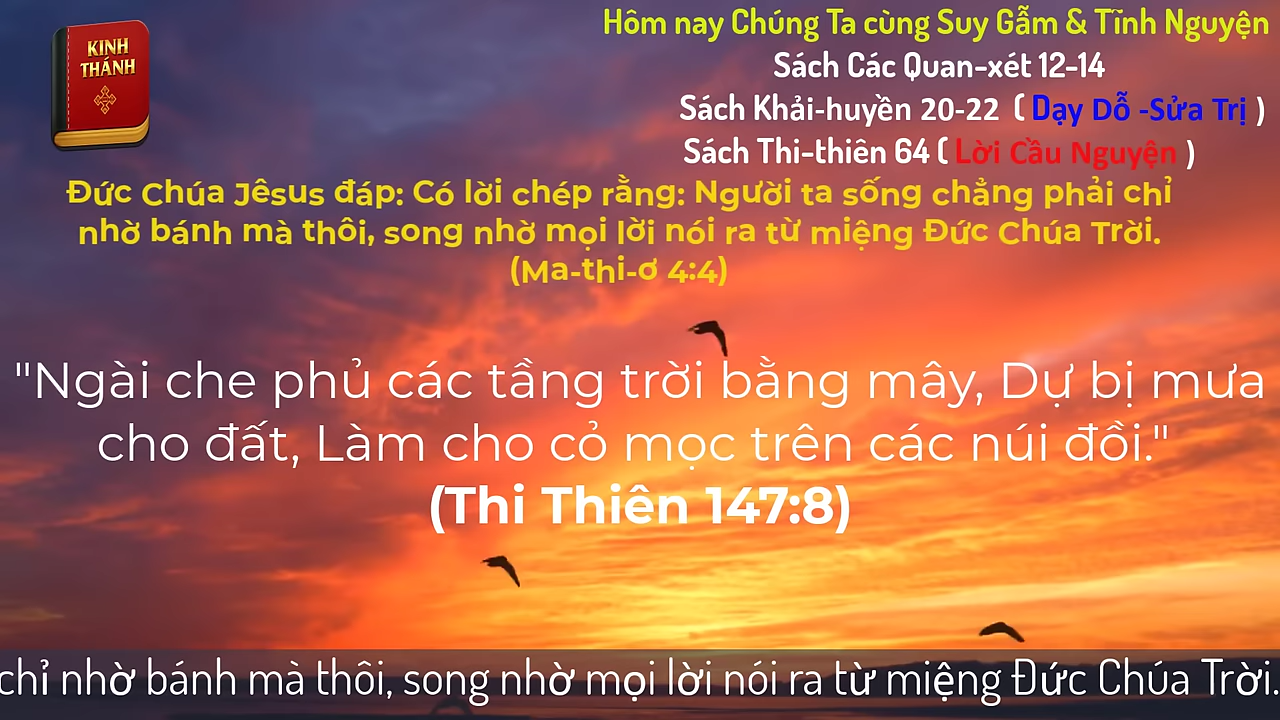 KINH
THÁNH
Hôm nay Chúng Ta cùng Suy Gẫm & Tĩnh Nguyện
Sách Các Quan-xét 12-14
Sách Khải-huyền 20-22 ( Dạy Dỗ -Sửa Trị )
Sách Thi-thiên 64 ( Lời Cầu Nguyện )
Đức Chúa Jêsus đáp: Có lời chép rằng: Người ta sống chẳng phải chỉ
nhờ bánh mà thôi, song nhờ mọi lời nói ra từ miệng Đức Chúa Trời.
(Ma-thi-ơ 4:4)
"Ngài che phủ các tầng trời bằng mây, Dự bị mưa
cho đất, Làm cho cỏ mọc trên các núi đồi."
(Thi Thiên 147:8)
chỉ nhờ bánh mà thôi, song nhờ mọi lời nói ra từ miệng Đức Chúa Trời.